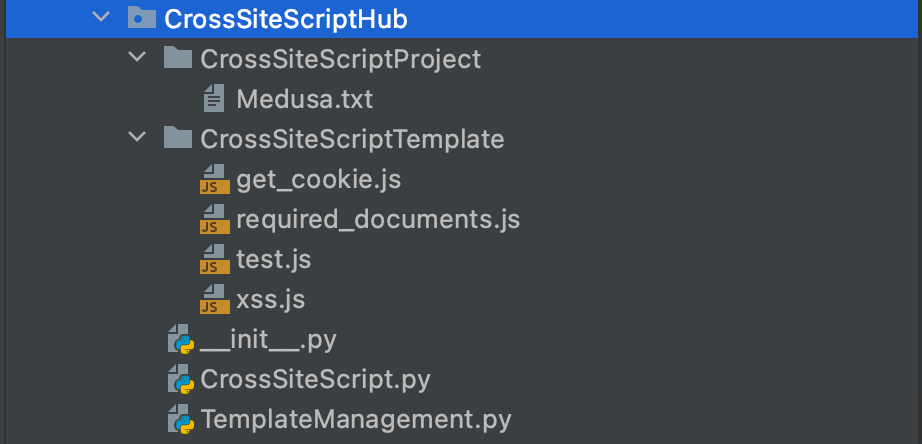 CrossSiteScriptHub
CrossSiteScriptProject
Medusa.txt
CrossSiteScriptTemplate
JS get_cookie.js
JS required_documents.js
JS test.js
JS xss.js
__init__.py
CrossSiteScript.py
TemplateManagement.py